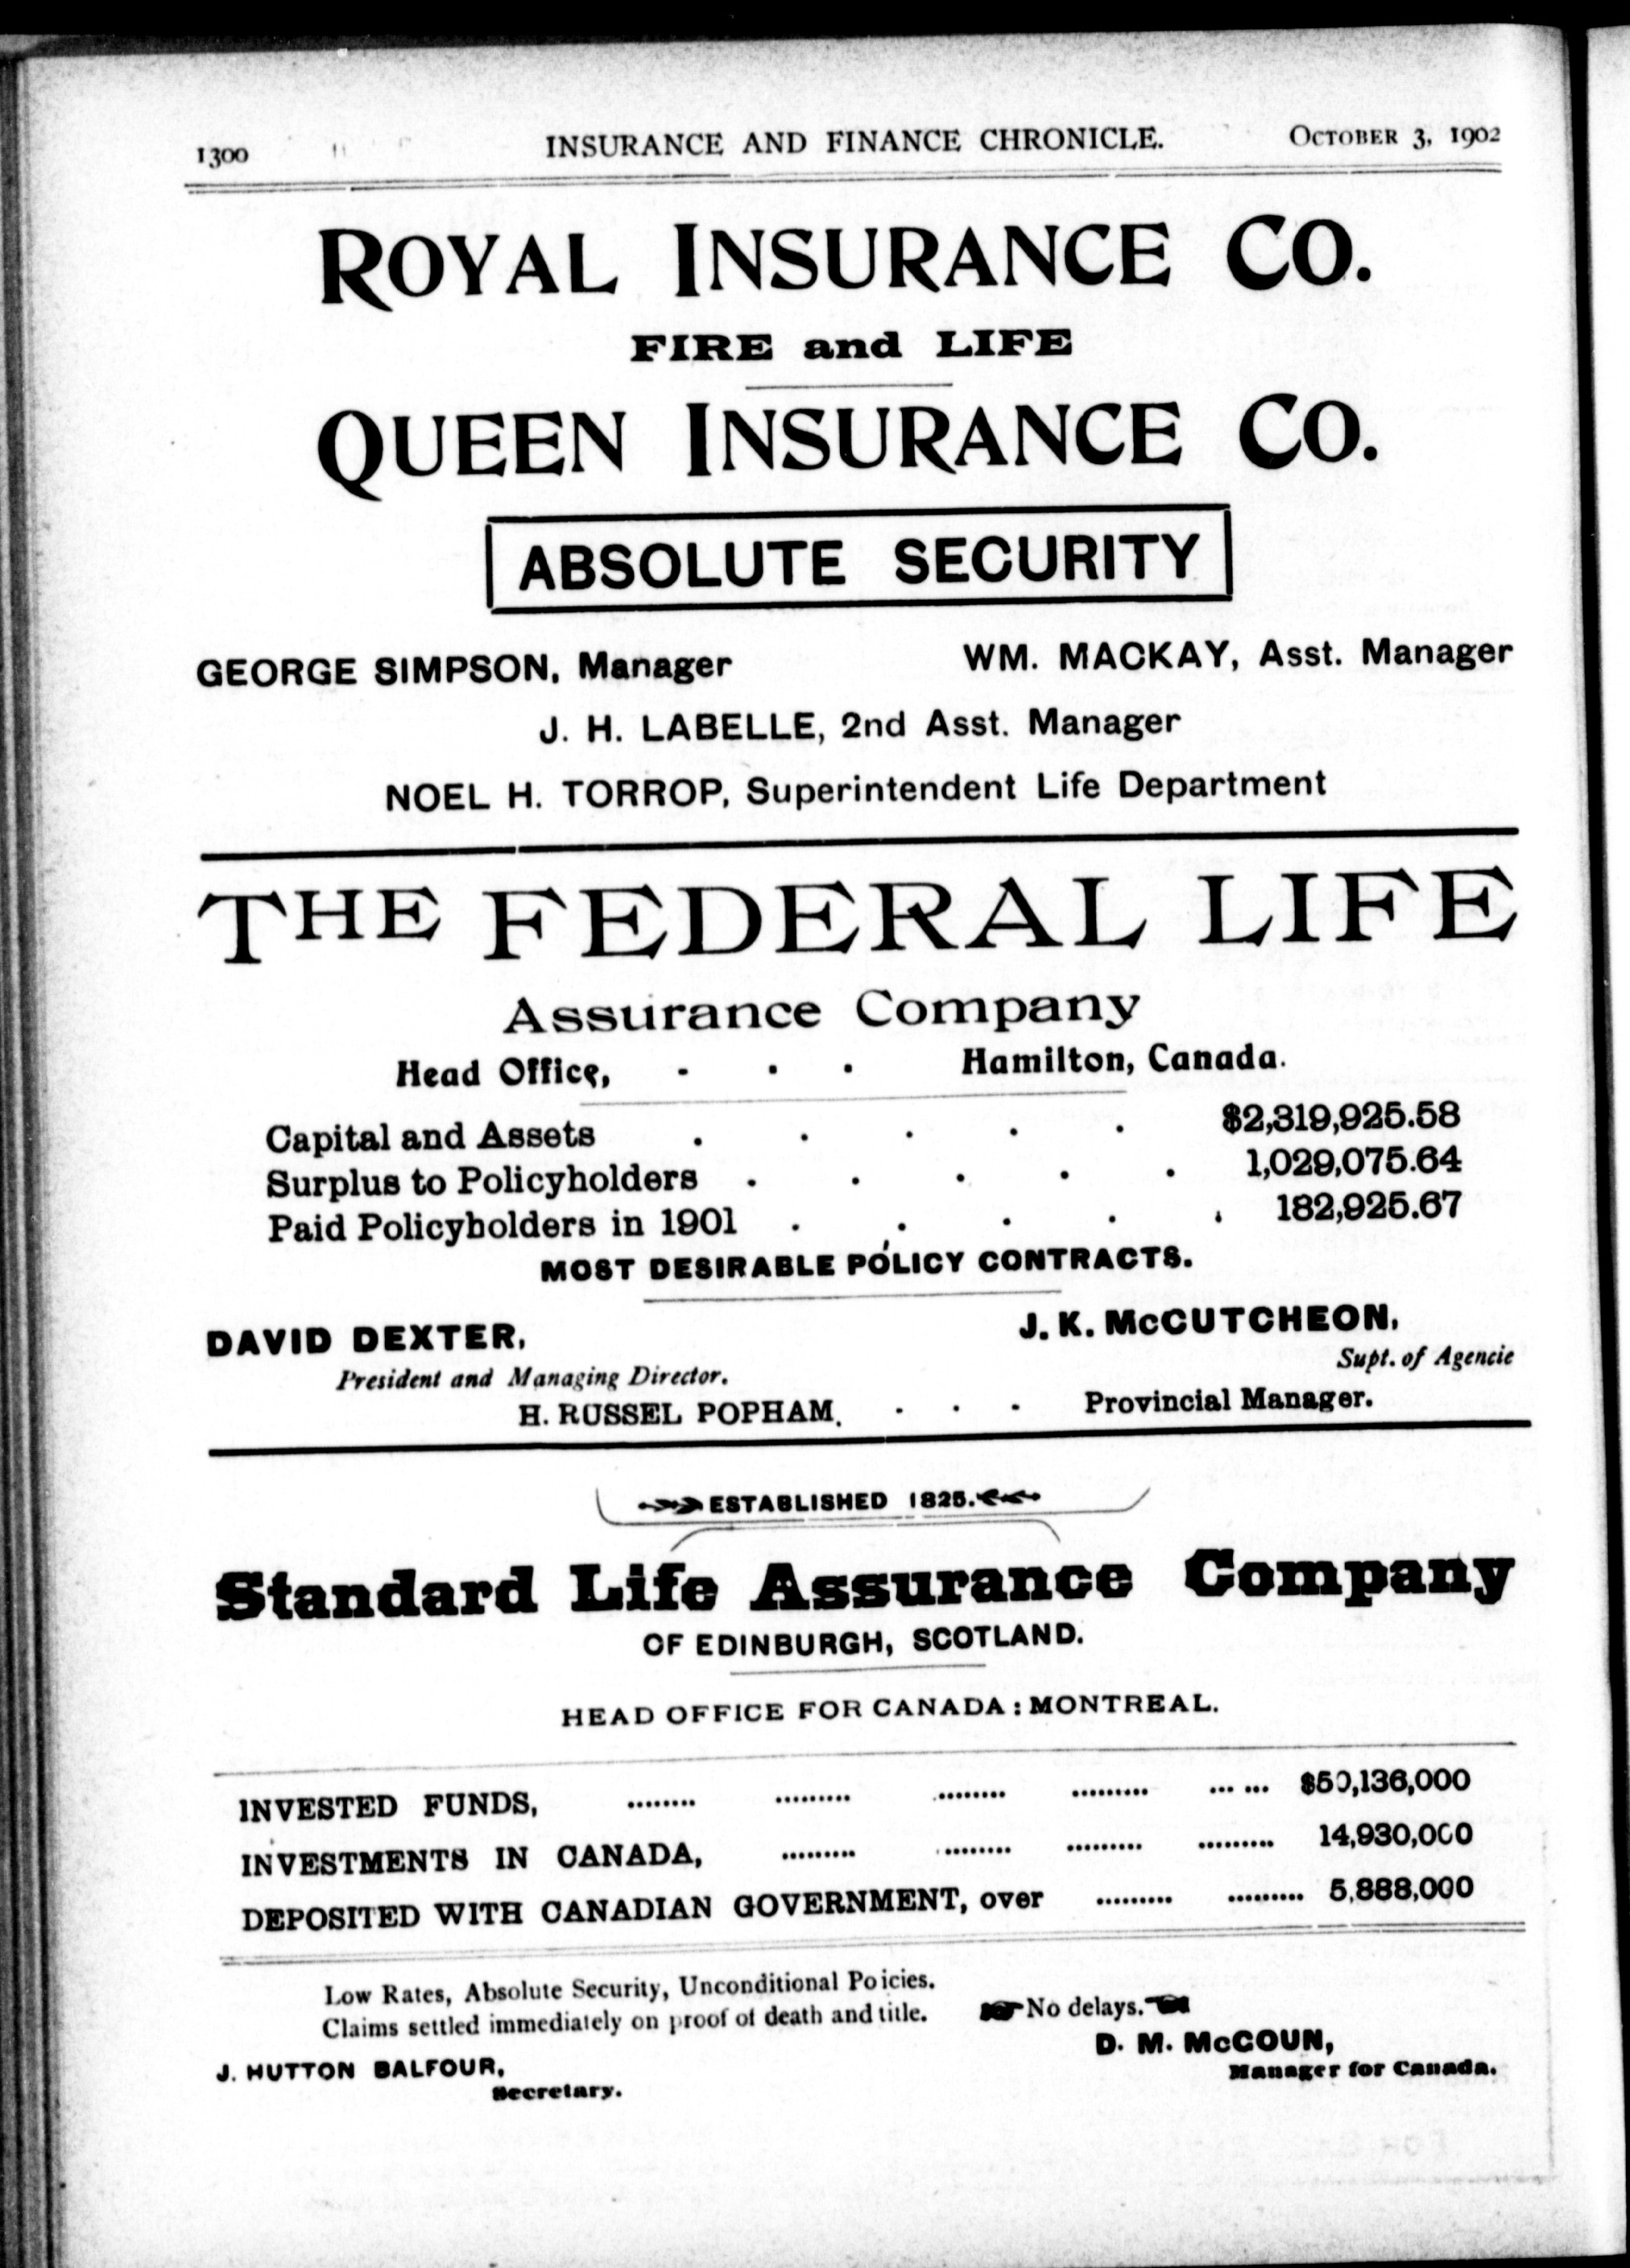 1300 INSURANCE AND FINANCE CHRONICLE. OCTOBER 3, 1902
ROYAL INSURANCE CO.
FIRE and LIFE
QUEEN INSURANCE CO.
ABSOLUTE SECURITY
GEORGE SIMPSON, Manager WM. MACKAY, Asst. Manager
J. H. LABELLE, 2nd Asst. Manager
NOEL H. TORROP, Superintendent Life Department
THE FEDERAL LIFE
Assurance Company
Head Office, - - - Hamilton, Canada.
Capital and Assets . . . . . $2,319,925.58
Surplus to Policyholders . . . . . 1,029,075.64
Paid Policyholders in 1901 . . . . . 182,925.67
MOST DESIRABLE POLICY CONTRACTS.
DAVID DEXTER, J. K. McCUTCHEON,
President and Managing Director. Supt. of Agencie
H. RUSSEL POPHAM, - - - Provincial Manager.
ESTABLISHED 1825.
Standard Life Assurance Company
OF EDINBURGH, SCOTLAND.
HEAD OFFICE FOR CANADA : MONTREAL.
INVESTED FUNDS, ........ ......... ........ ......... ... ... $50,136,000
INVESTMENTS IN CANADA, ......... ........ ......... ......... 14,930,000
DEPOSITED WITH CANADIAN GOVERNMENT, over ......... ......... 5,888,000
Low Rates, Absolute Security, Unconditional Poicies.
Claims settled immediately on proof of death and title. No delays.
J. HUTTON BALFOUR, D. M. McGOUN,
Secretary. Manager for Canada.